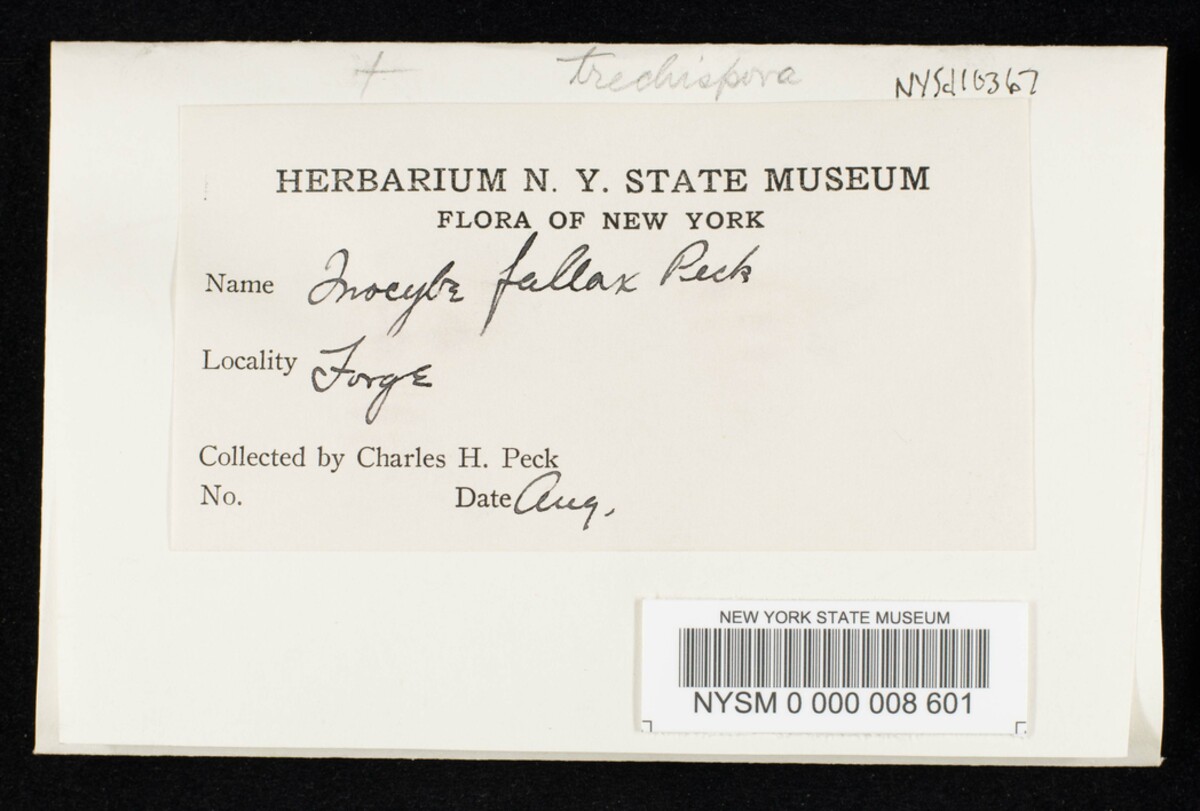 + trechispora NYSd10367
HERBARIUM N. Y. STATE MUSEUM
FLORA OF NEW YORK
Name Inocybe fallax Peck
Locality Forge
Collected by Charles H. Peck
No. Date Aug.
NEW YORK STATE MUSEUM
NYSM 0 000 008 601